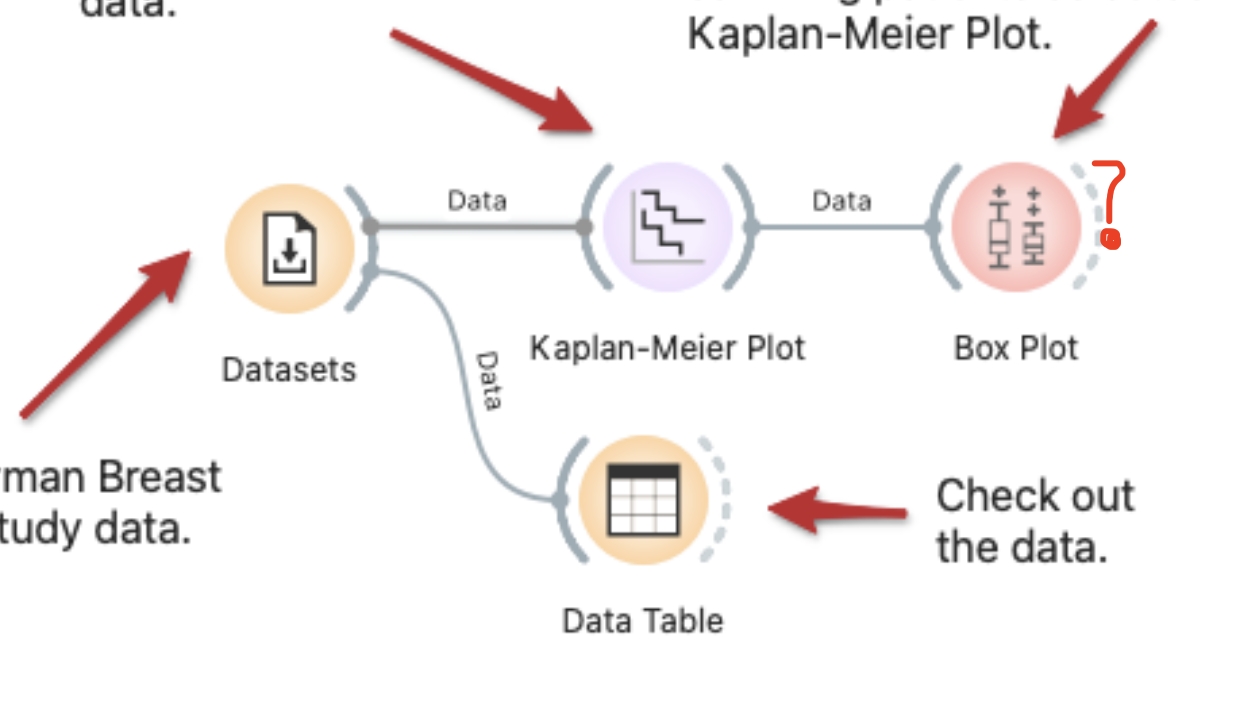 data.
Kaplan-Meier Plot.
Data
Data
?
Datasets
Kaplan-Meier Plot
Box Plot
Data
rman Breast
tudy data.
Check out
the data.
Data Table